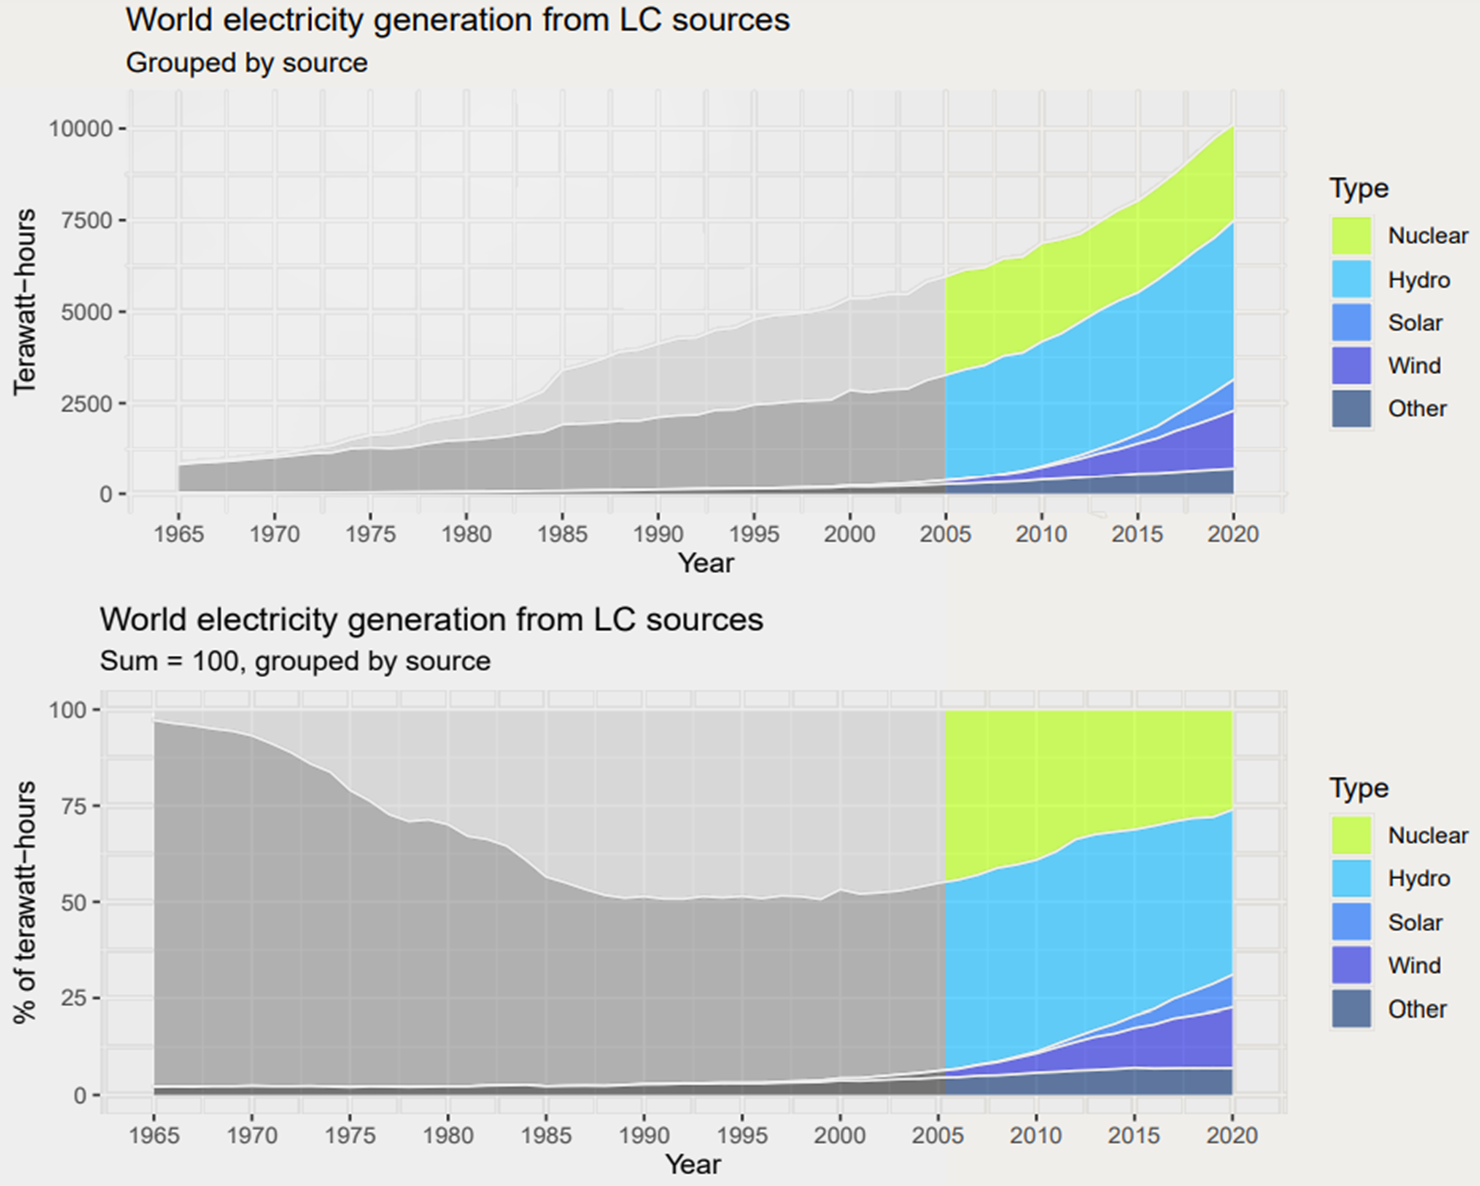 World electricity generation from LC sources
Grouped by source
Terawatt−hours
10000
7500
5000
2500
0
1965 1970 1975 1980 1985 1990 1995 2000 2005 2010 2015 2020
Year
Type
Nuclear
Hydro
Solar
Wind
Other
World electricity generation from LC sources
Sum = 100, grouped by source
% of terawatt−hours
100
75
50
25
0
1965 1970 1975 1980 1985 1990 1995 2000 2005 2010 2015 2020
Year
Type
Nuclear
Hydro
Solar
Wind
Other